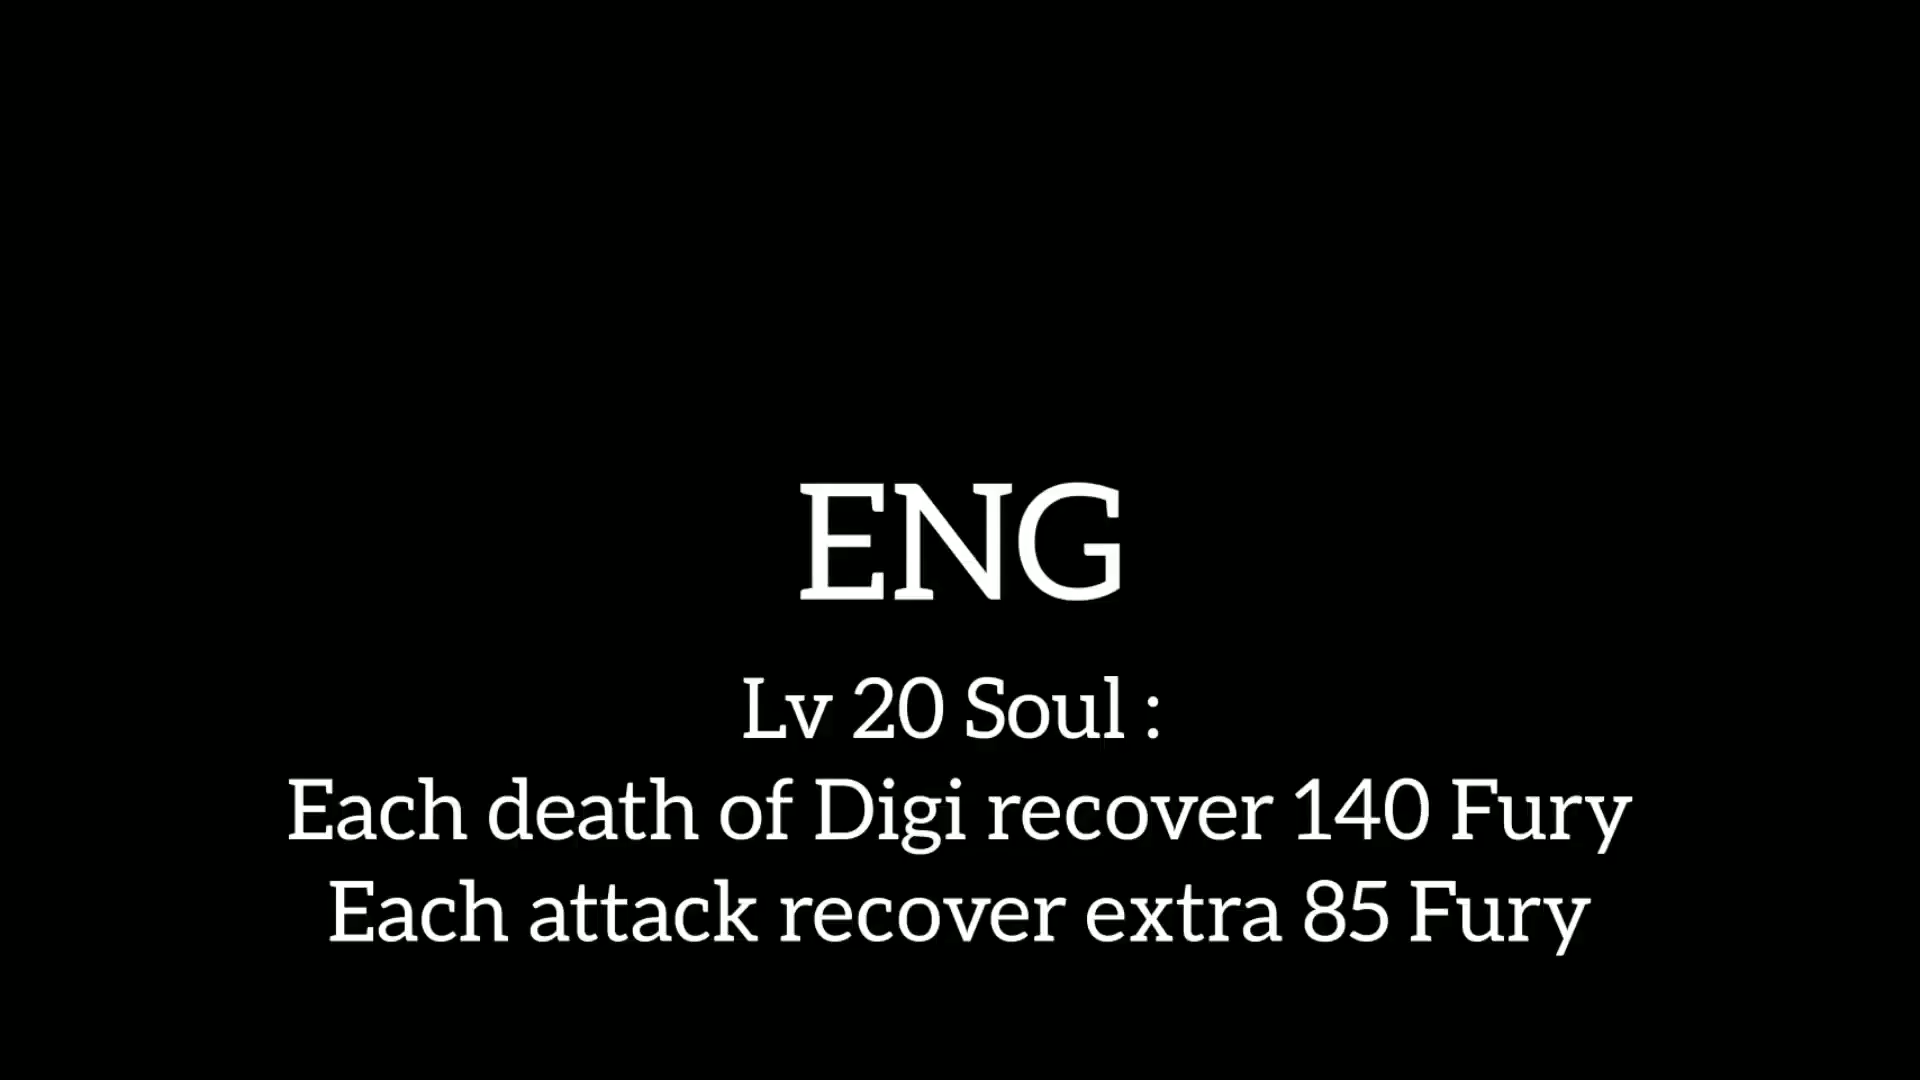 ENG
Lv 20 Soul :
Each death of Digi recover 140 Fury
Each attack recover extra 85 Fury